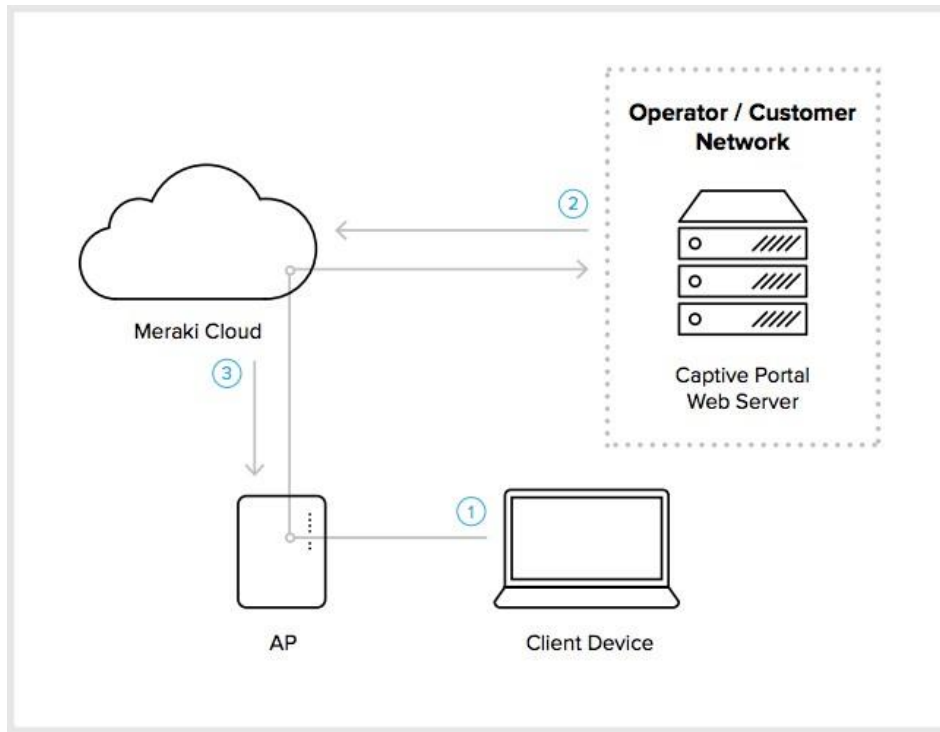 Operator / Customer
Network
2
Meraki Cloud
3
Captive Portal
Web Server
1
AP
Client Device